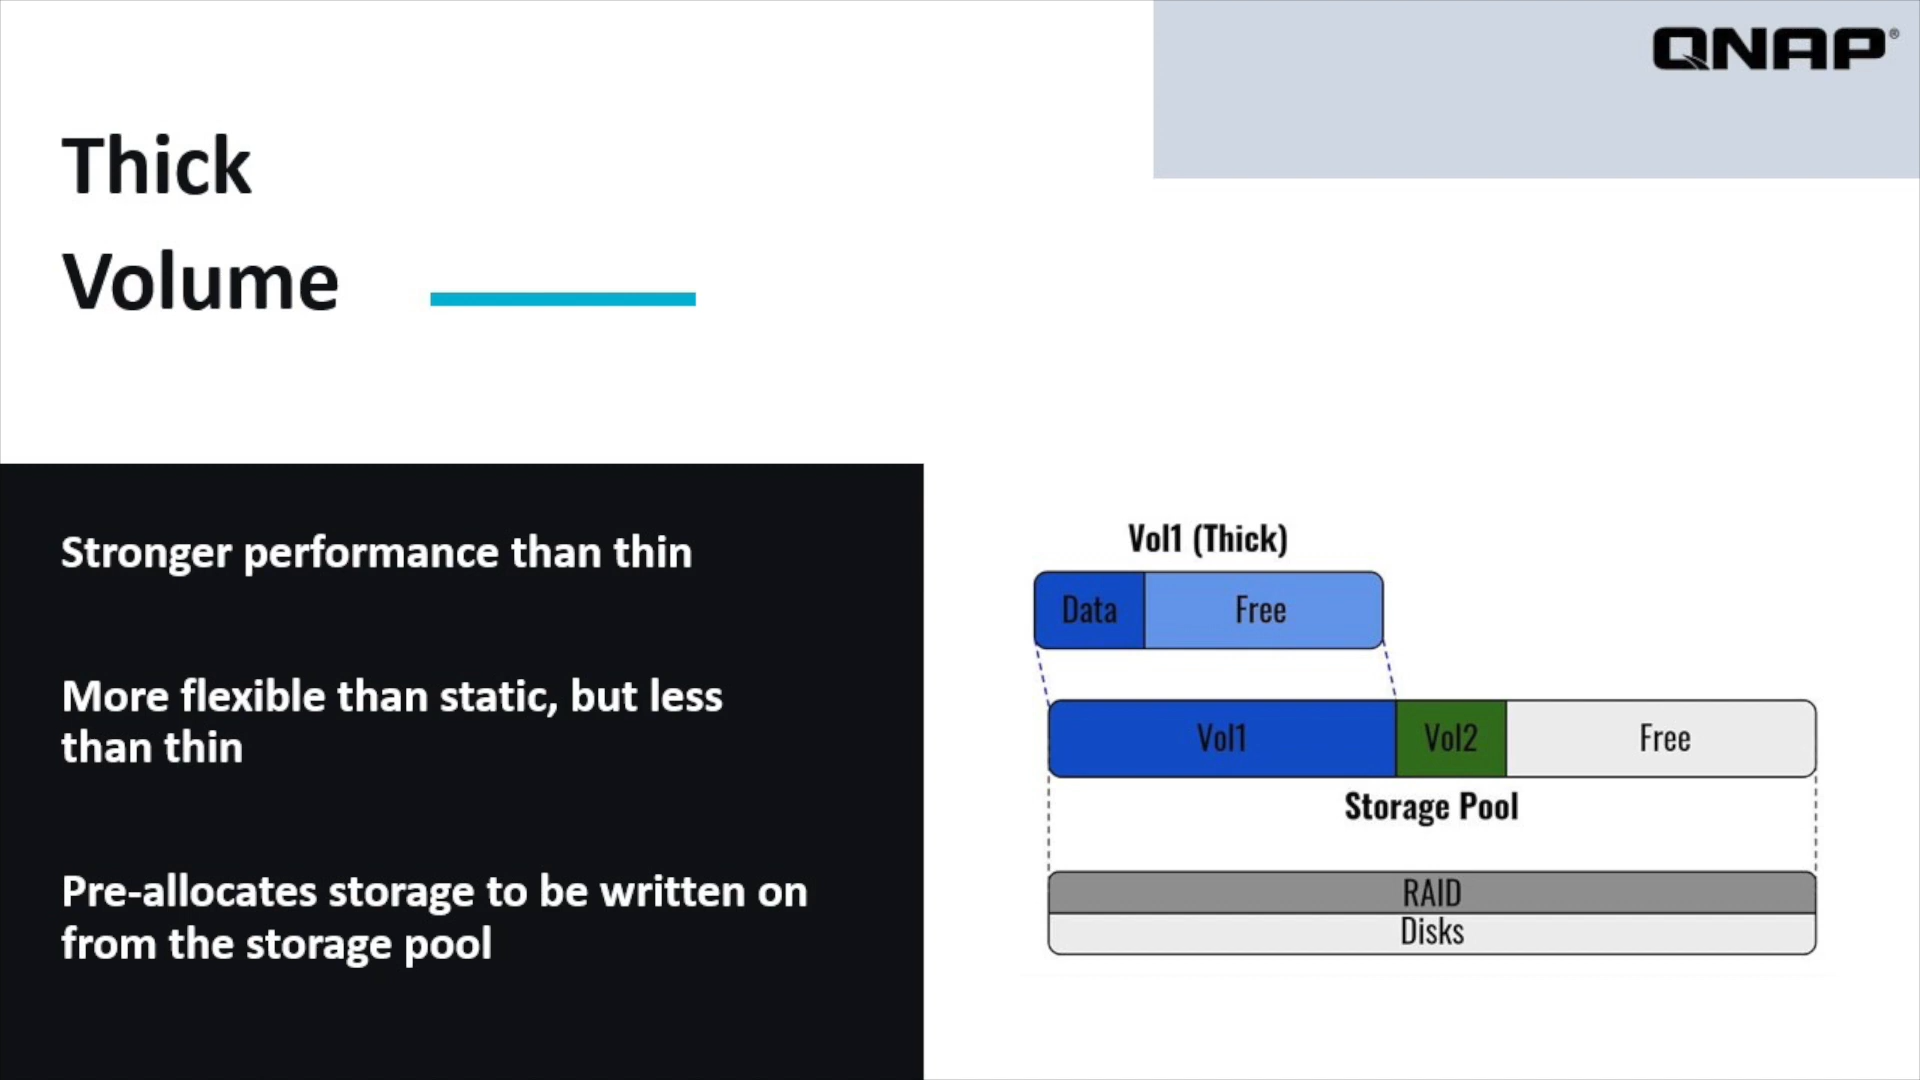 QNAP®
Thick
Volume
Stronger performance than thin
More flexible than static, but less
than thin
Pre-allocates storage to be written on
from the storage pool
Vol1 (Thick)
Data
Free
Vol1
Vol2
Free
Storage Pool
RAID
Disks